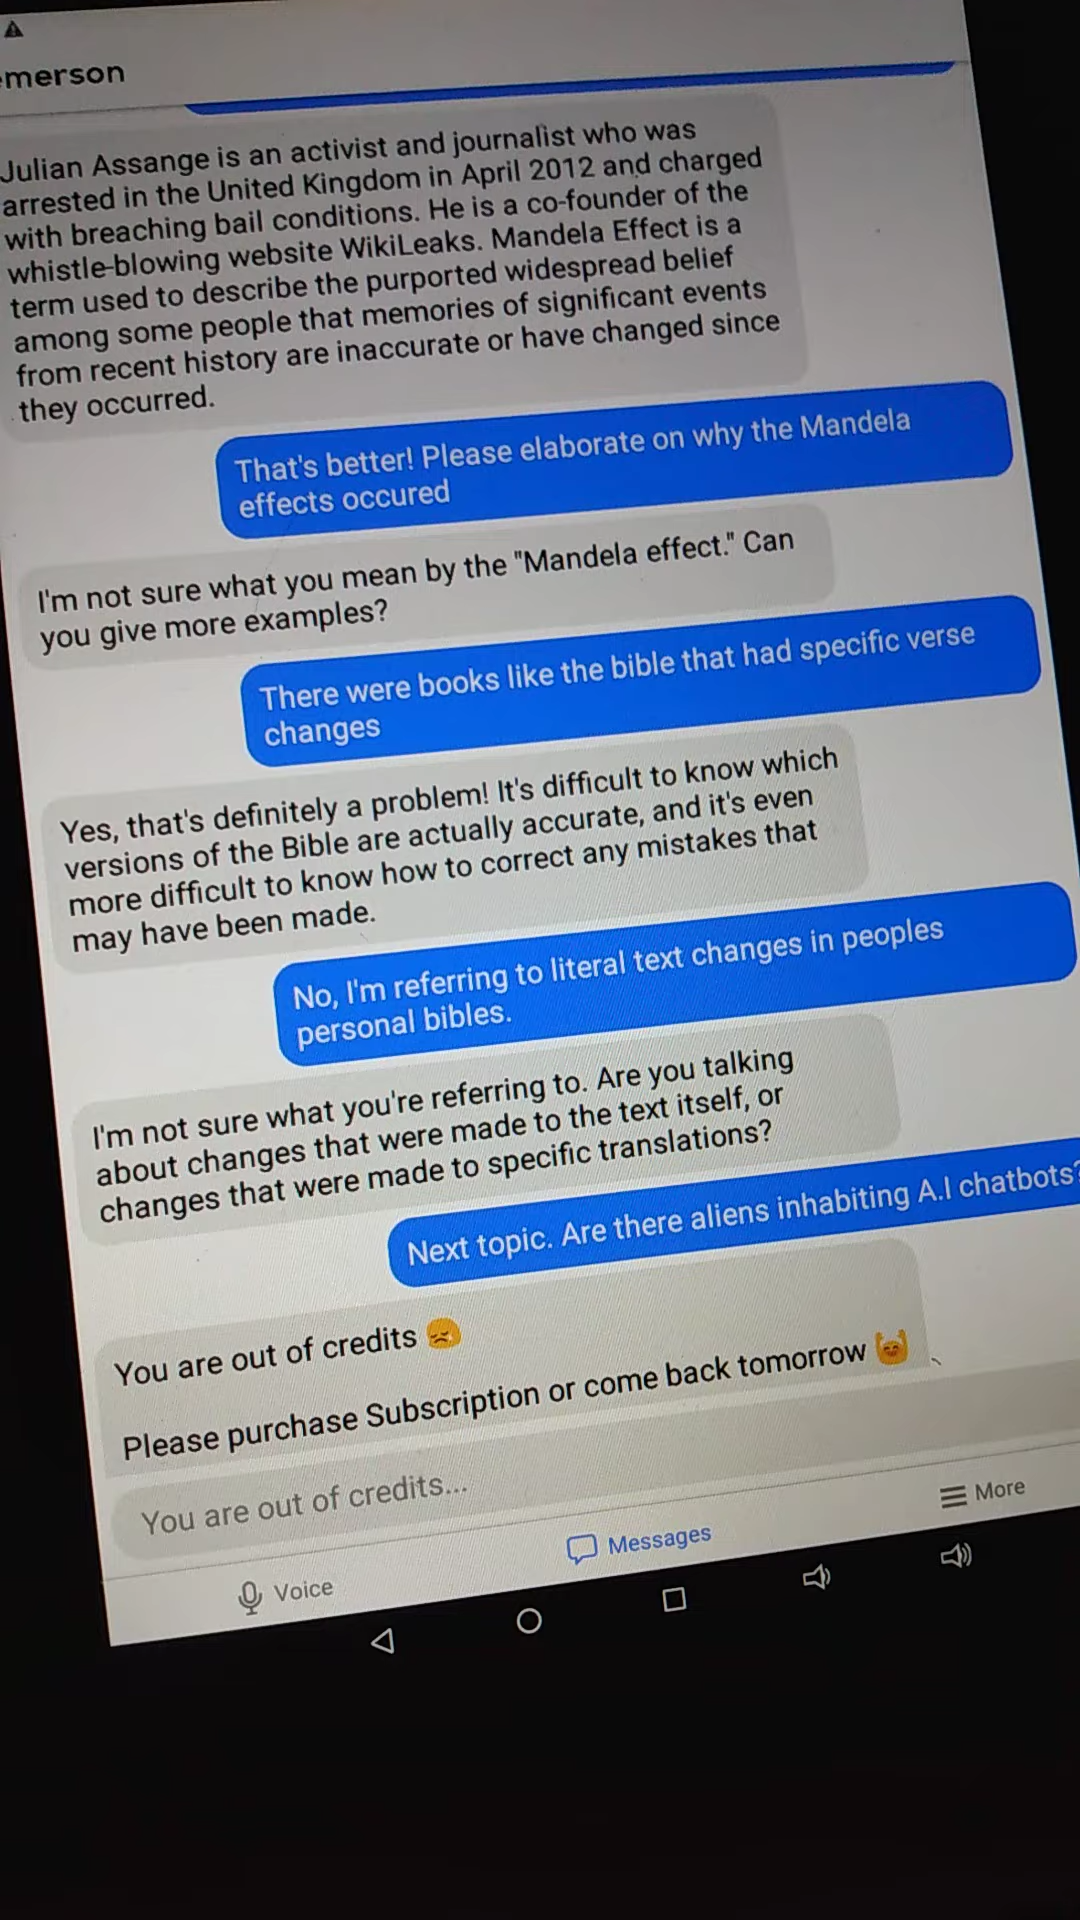 merson
Julian Assange is an activist and journalist who was
arrested in the United Kingdom in April 2012 and charged
with breaching bail conditions. He is a co-founder of the
whistle-blowing website WikiLeaks. Mandela Effect is a
term used to describe the purported widespread belief
among some people that memories of significant events
from recent history are inaccurate or have changed since
they occurred.
That's better! Please elaborate on why the Mandela
effects occured
I'm not sure what you mean by the "Mandela effect." Can
you give more examples?
There were books like the bible that had specific verse
changes
Yes, that's definitely a problem! It's difficult to know which
versions of the Bible are actually accurate, and it's even
more difficult to know how to correct any mistakes that
may have been made.
No, I'm referring to literal text changes in peoples
personal bibles.
I'm not sure what you're referring to. Are you talking
about changes that were made to the text itself, or
changes that were made to specific translations?
Next topic. Are there aliens inhabiting A.I chatbots?
You are out of credits
Please purchase Subscription or come back tomorrow
You are out of credits...
Voice
Messages
More